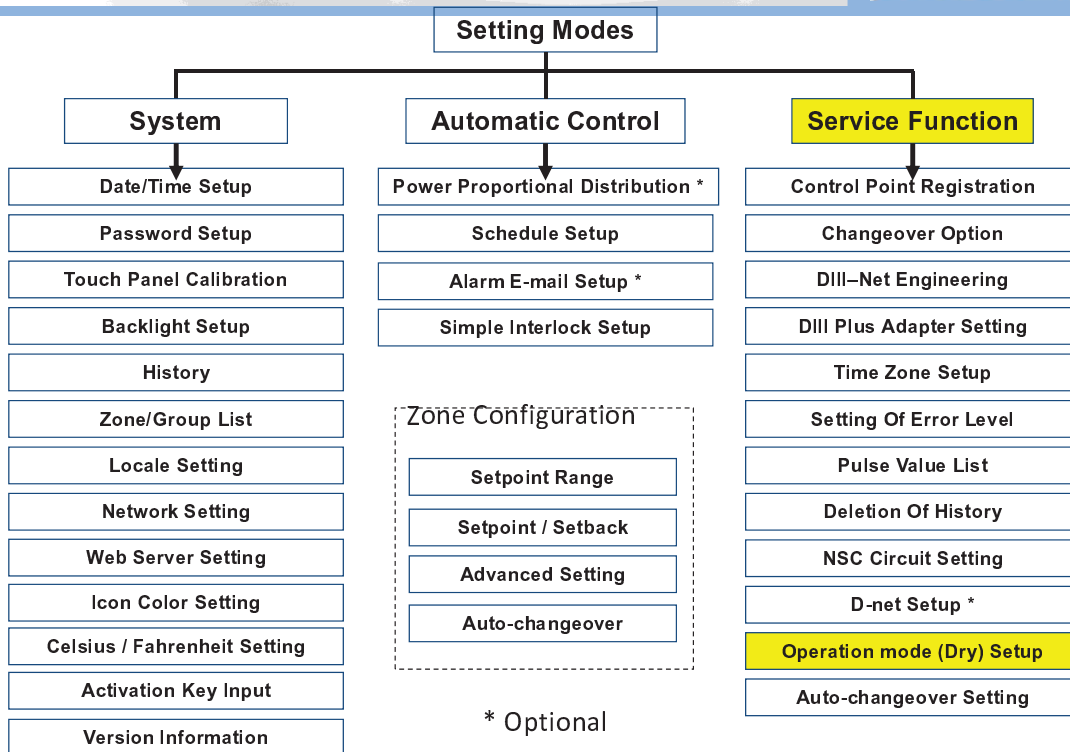 Setting Modes
System
Automatic Control
Service Function
Date/Time Setup
Password Setup
Touch Panel Calibration
Backlight Setup
History
Zone/Group List
Locale Setting
Network Setting
Web Server Setting
Icon Color Setting
Celsius / Fahrenheit Setting
Activation Key Input
Version Information
Power Proportional Distribution *
Schedule Setup
Alarm E-mail Setup *
Simple Interlock Setup
Zone Configuration
Setpoint Range
Setpoint / Setback
Advanced Setting
Auto-changeover
* Optional
Control Point Registration
Changeover Option
DIII–Net Engineering
DIII Plus Adapter Setting
Time Zone Setup
Setting Of Error Level
Pulse Value List
Deletion Of History
NSC Circuit Setting
D-net Setup *
Operation mode (Dry) Setup
Auto-changeover Setting